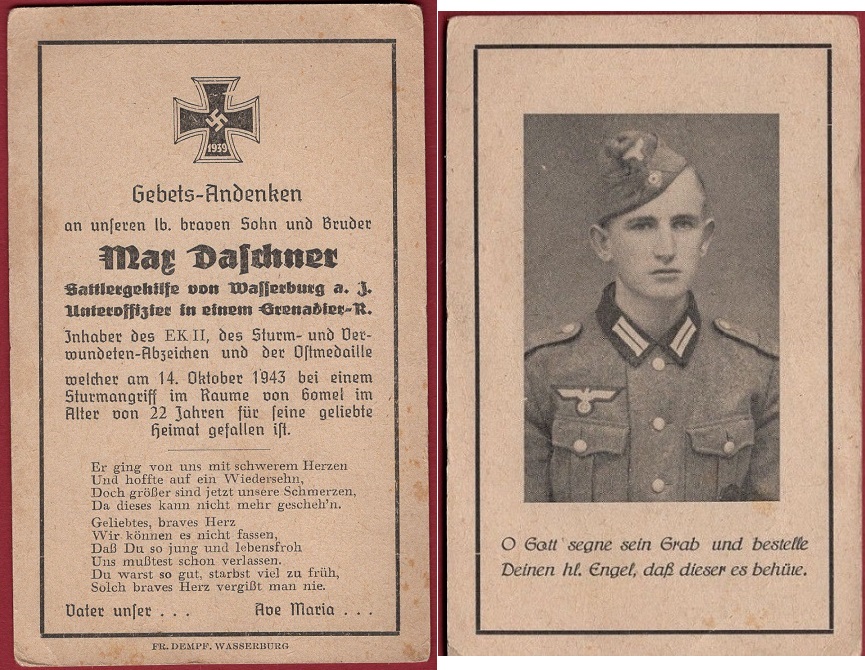 1939
Gebets-Andenken
an unseren lb. braven Sohn und Bruder
Max Daschner
Sattlergehilfe von Wasserburg a. J.
Unteroffizier in einem Grenadier-R.
Inhaber des EK II, des Sturm- und Ver-
wundeten-Abzeichen und der Ostmedaille
welcher am 14. Oktober 1943 bei einem
Sturmangriff im Raume von Gomel im
Alter von 22 Jahren für seine geliebte
Heimat gefallen ist.
Er ging von uns mit schwerem Herzen
Und hoffte auf ein Wiedersehn,
Doch größer sind jetzt unsere Schmerzen,
Da dieses kann nicht mehr gescheh'n.
Geliebtes, braves Herz
Wir können es nicht fassen,
Daß Du so jung und lebensfroh
Uns mußtest schon verlassen.
Du warst so gut, starbst viel zu früh,
Solch braves Herz vergißt man nie.
Vater unser . . . Ave Maria . . .
FR. DEMPF, WASSERBURG
O Gott segne sein Grab und bestelle
Deinen hl. Engel, daß dieser es behüte.